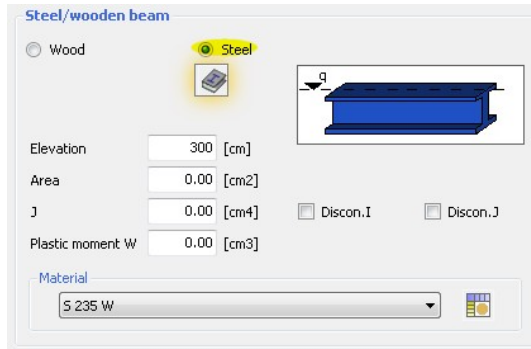 Steel/wooden beam
Wood Steel
q
Elevation 300 [cm]
Area 0.00 [cm2]
J 0.00 [cm4] Discon.I Discon.J
Plastic moment W 0.00 [cm3]
Material
S 235 W